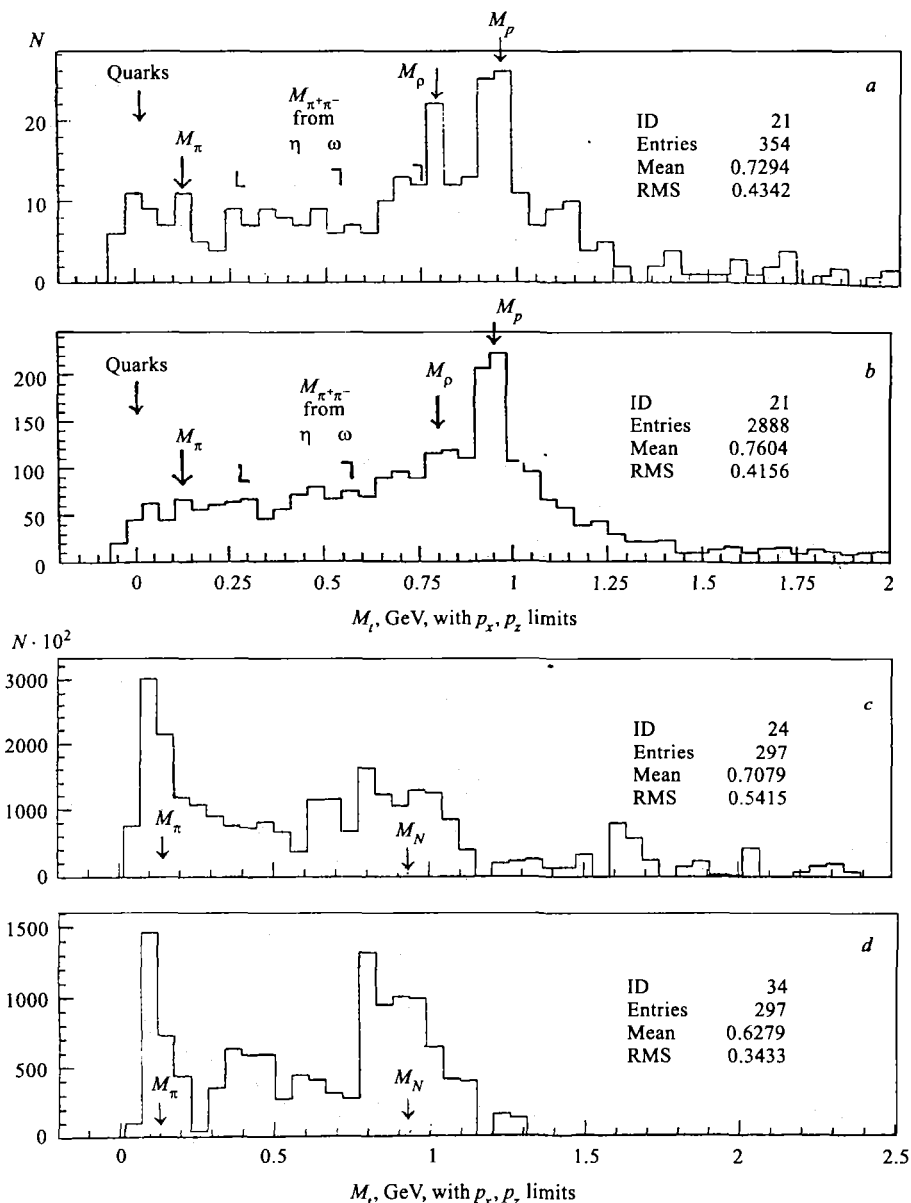 N
M_p
a
Quarks
M_ρ
M_π⁺π⁻
from
η ω
M_π
ID 21
Entries 354
Mean 0.7294
RMS 0.4342
20
10
0
M_p
b
Quarks
M_ρ
M_π⁺π⁻
from
η ω
M_π
ID 21
Entries 2888
Mean 0.7604
RMS 0.4156
200
150
100
50
0
0 0.25 0.5 0.75 1 1.25 1.5 1.75 2
M_t, GeV, with p_x, p_z limits
N · 10²
c
3000
2000
1000
0
ID 24
Entries 297
Mean 0.7079
RMS 0.5415
M_π
M_N
d
1500
1000
500
0
ID 34
Entries 297
Mean 0.6279
RMS 0.3433
M_π
M_N
0 0.5 1 1.5 2 2.5
M_t, GeV, with p_x, p_z limits